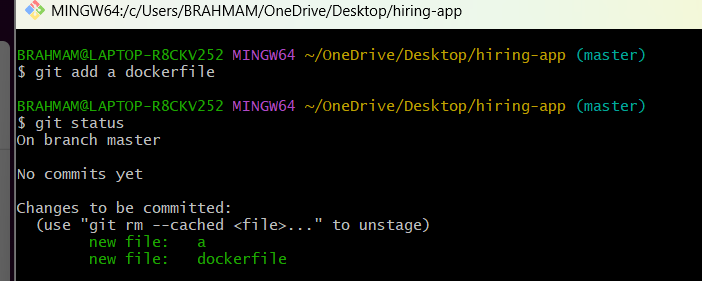 MINGW64:/c/Users/BRAHMAM/OneDrive/Desktop/hiring-app
BRAHMAM@LAPTOP-R8CKV252 MINGW64 ~/OneDrive/Desktop/hiring-app (master)
$ git add a dockerfile
BRAHMAM@LAPTOP-R8CKV252 MINGW64 ~/OneDrive/Desktop/hiring-app (master)
$ git status
On branch master
No commits yet
Changes to be committed:
  (use "git rm --cached <file>..." to unstage)
        new file:   a
        new file:   dockerfile